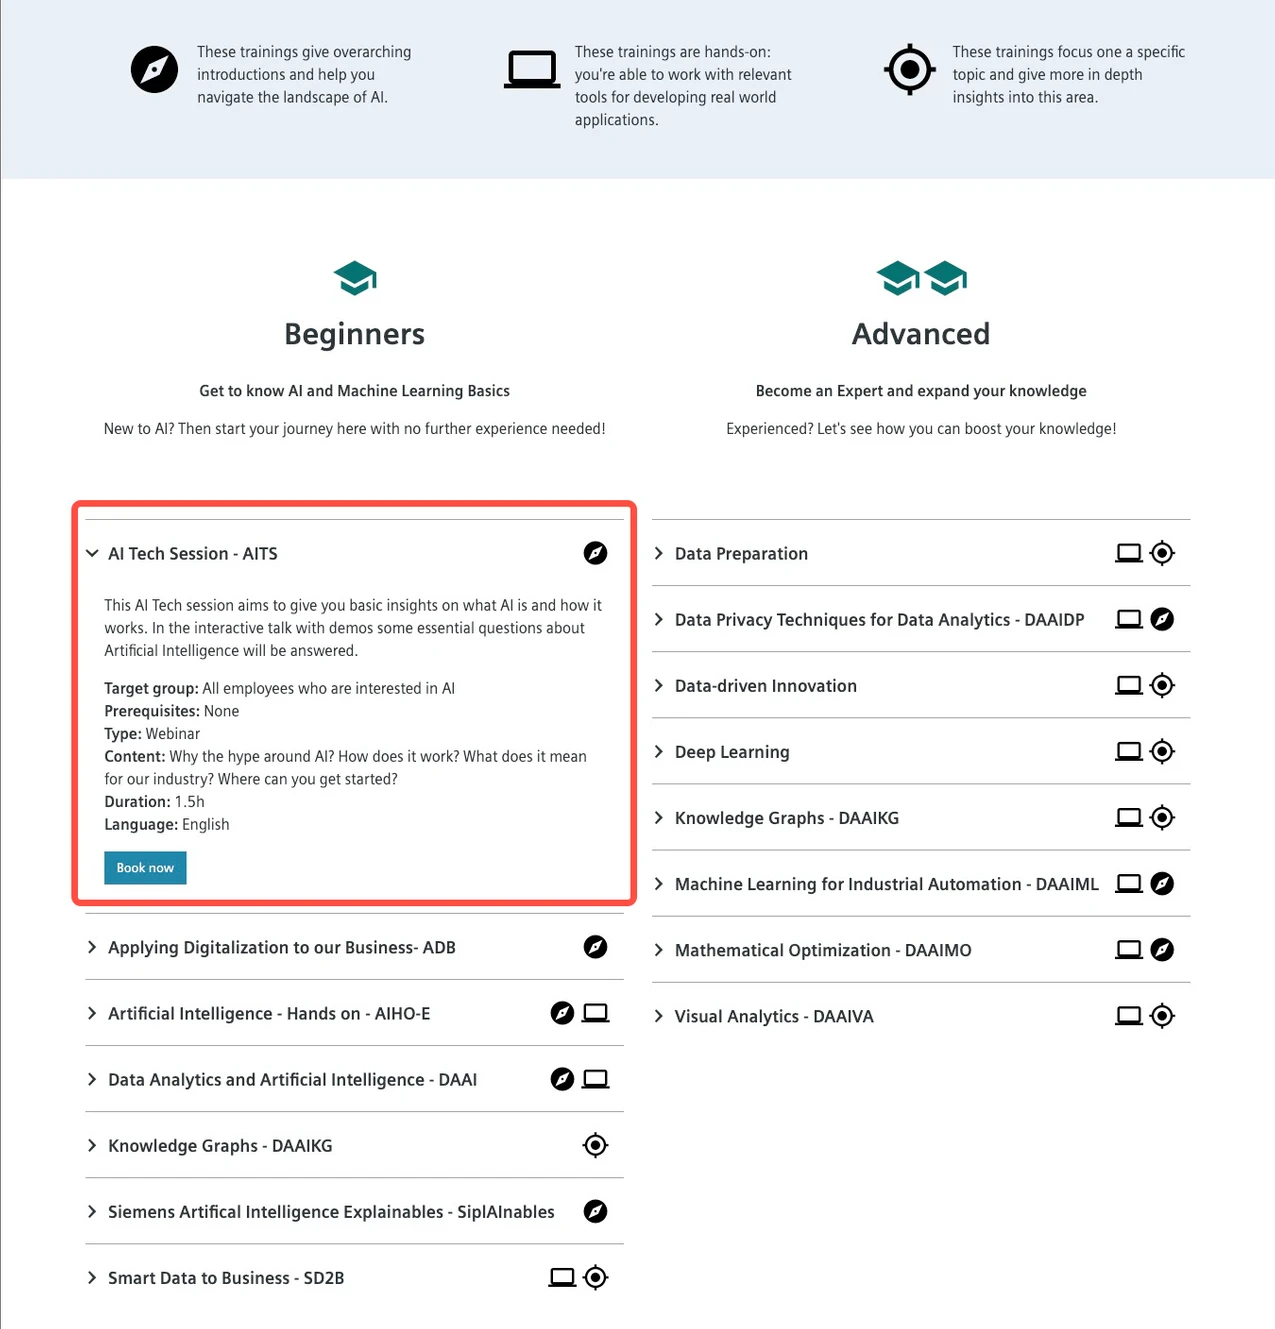 These trainings give overarching
introductions and help you
navigate the landscape of AI.
These trainings are hands-on:
you're able to work with relevant
tools for developing real world
applications.
These trainings focus one a specific
topic and give more in depth
insights into this area.
Beginners
Get to know AI and Machine Learning Basics
New to AI? Then start your journey here with no further experience needed!
AI Tech Session - AITS
This AI Tech session aims to give you basic insights on what AI is and how it
works. In the interactive talk with demos some essential questions about
Artificial Intelligence will be answered.
Target group: All employees who are interested in AI
Prerequisites: None
Type: Webinar
Content: Why the hype around AI? How does it work? What does it mean
for our industry? Where can you get started?
Duration: 1.5h
Language: English
Book now
Applying Digitalization to our Business- ADB
Artificial Intelligence - Hands on - AIHO-E
Data Analytics and Artificial Intelligence - DAAI
Knowledge Graphs - DAAIKG
Siemens Artifical Intelligence Explainables - SiplAInables
Smart Data to Business - SD2B
Advanced
Become an Expert and expand your knowledge
Experienced? Let's see how you can boost your knowledge!
Data Preparation
Data Privacy Techniques for Data Analytics - DAAIDP
Data-driven Innovation
Deep Learning
Knowledge Graphs - DAAIKG
Machine Learning for Industrial Automation - DAAIML
Mathematical Optimization - DAAIMO
Visual Analytics - DAAIVA